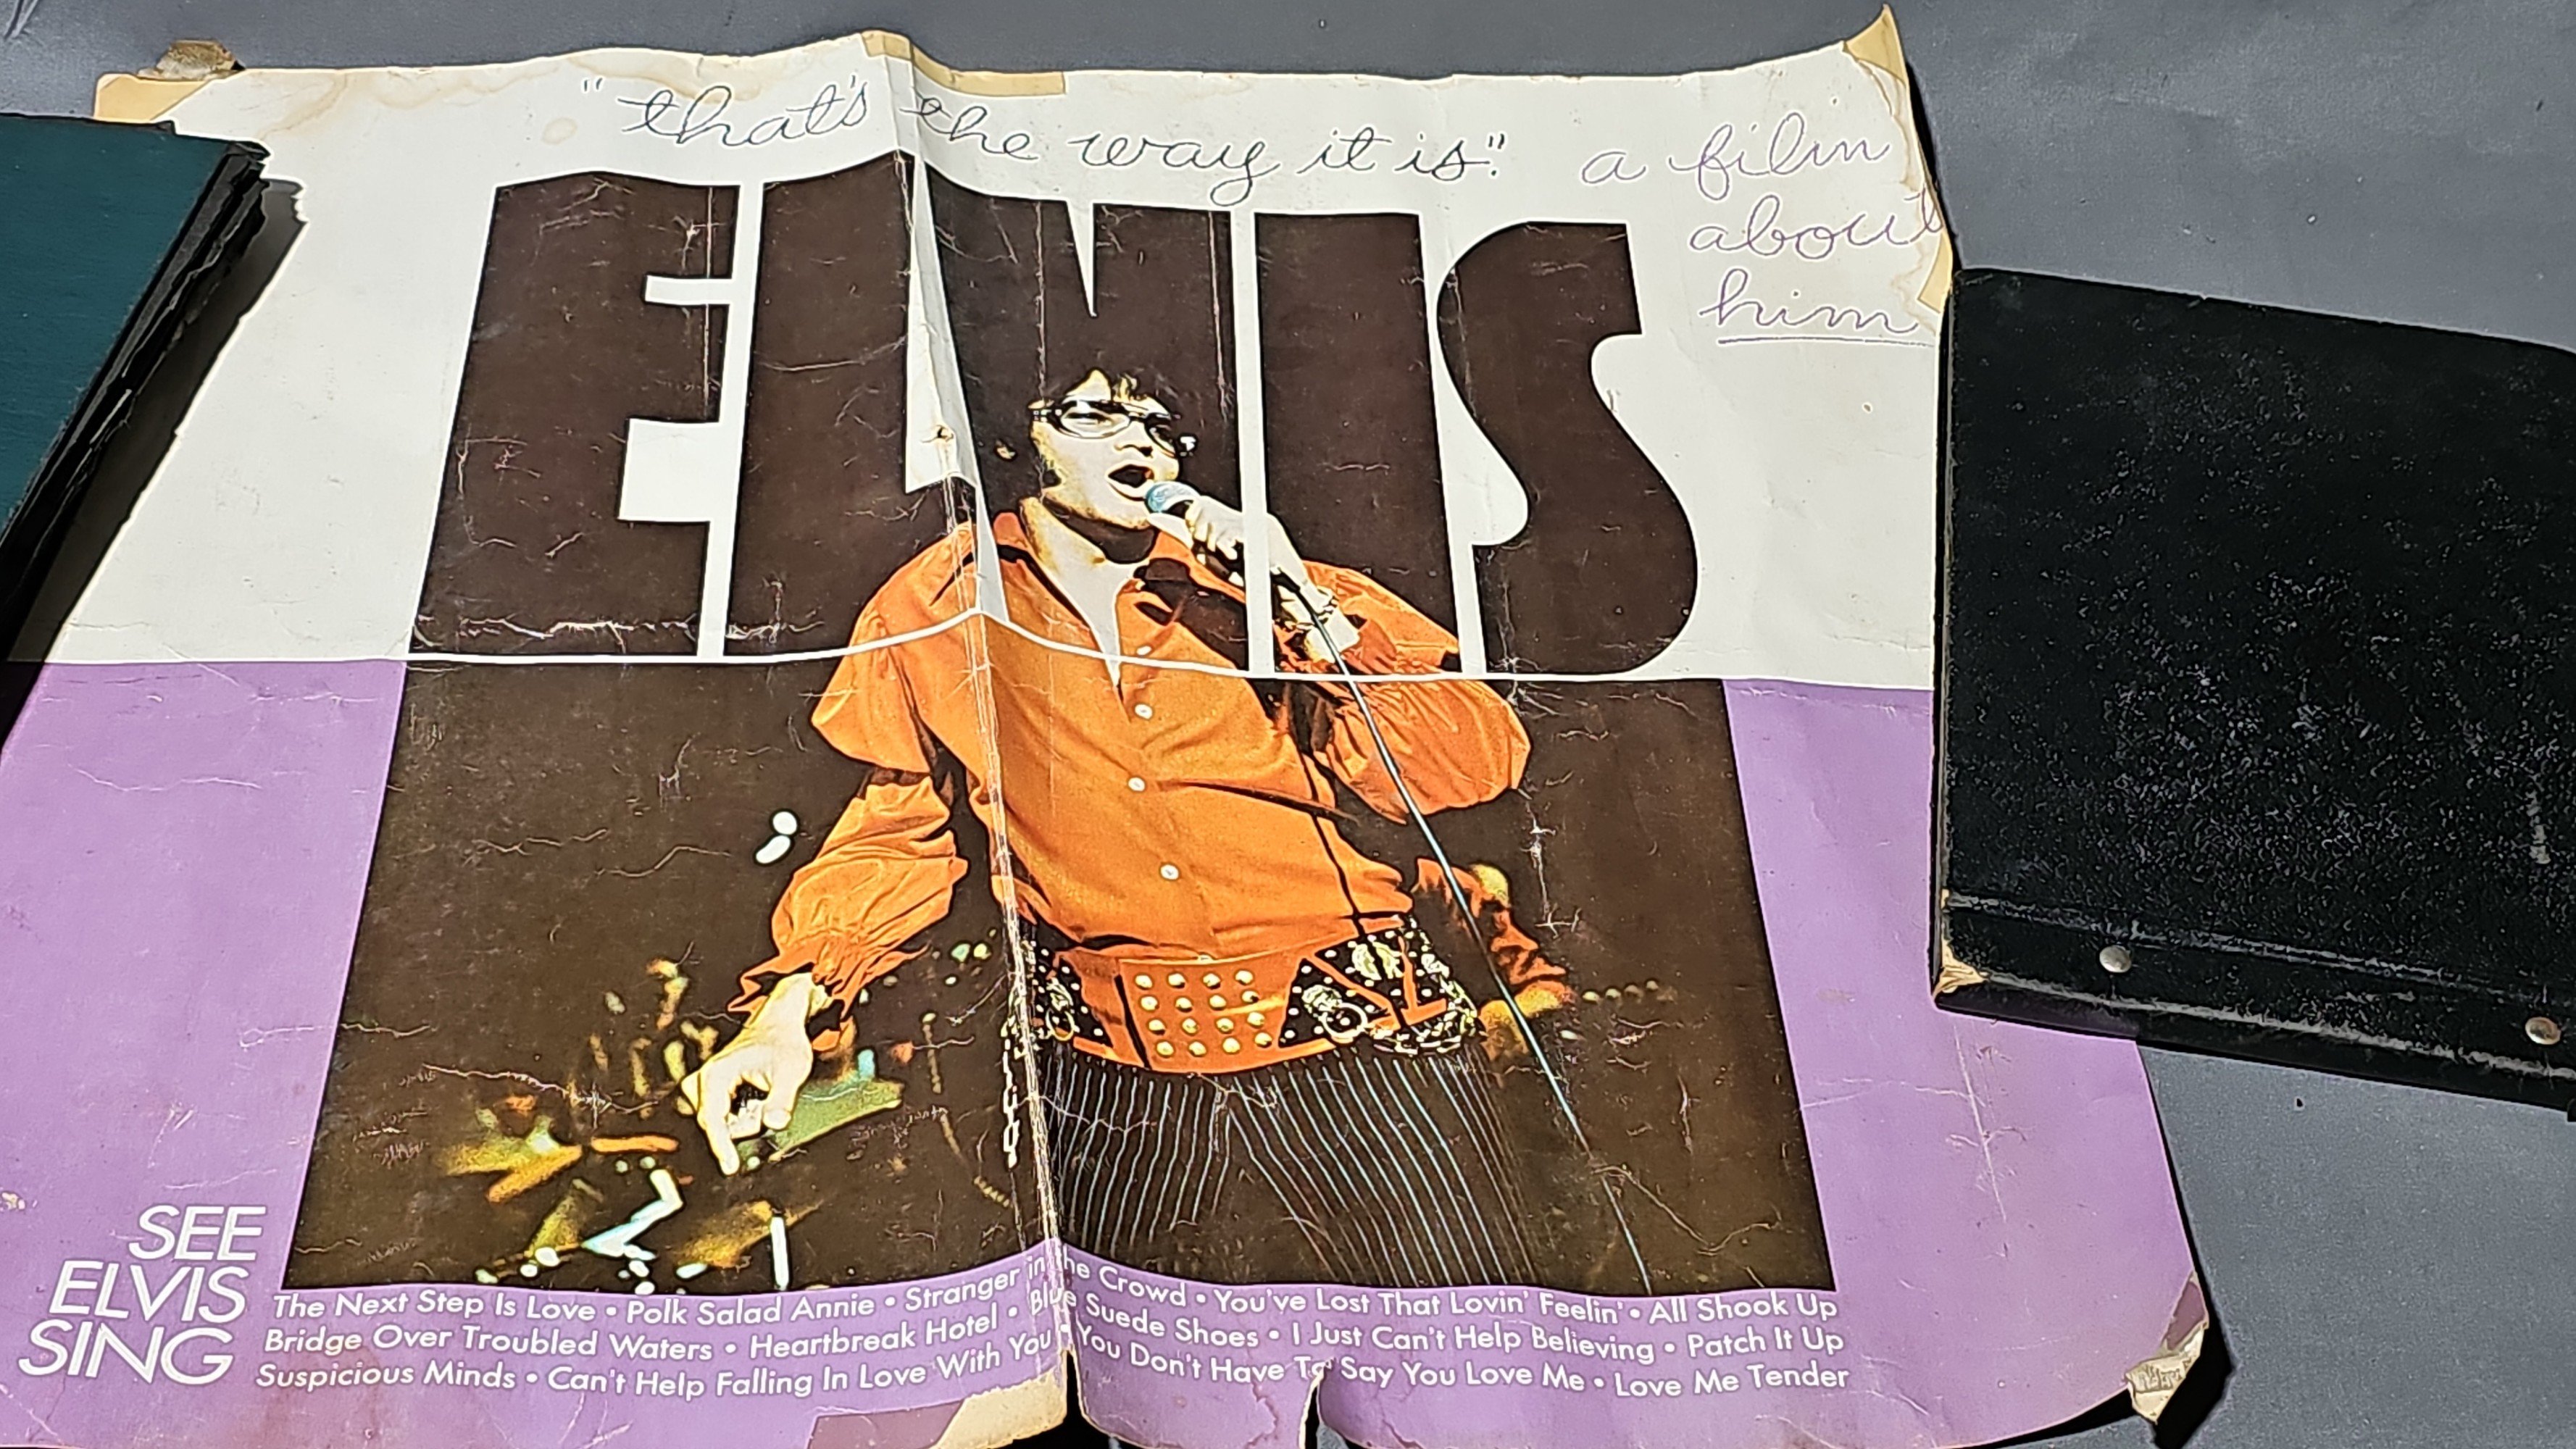 "that's the way it is". a film
about
him
ELVIS
SEE
ELVIS
SING
The Next Step Is Love • Polk Salad Annie • Stranger in the Crowd • You've Lost That Lovin' Feelin' • All Shook Up
Bridge Over Troubled Waters • Heartbreak Hotel • Blue Suede Shoes • I Just Can't Help Believing • Patch It Up
Suspicious Minds • Can't Help Falling In Love With You • You Don't Have To Say You Love Me • Love Me Tender